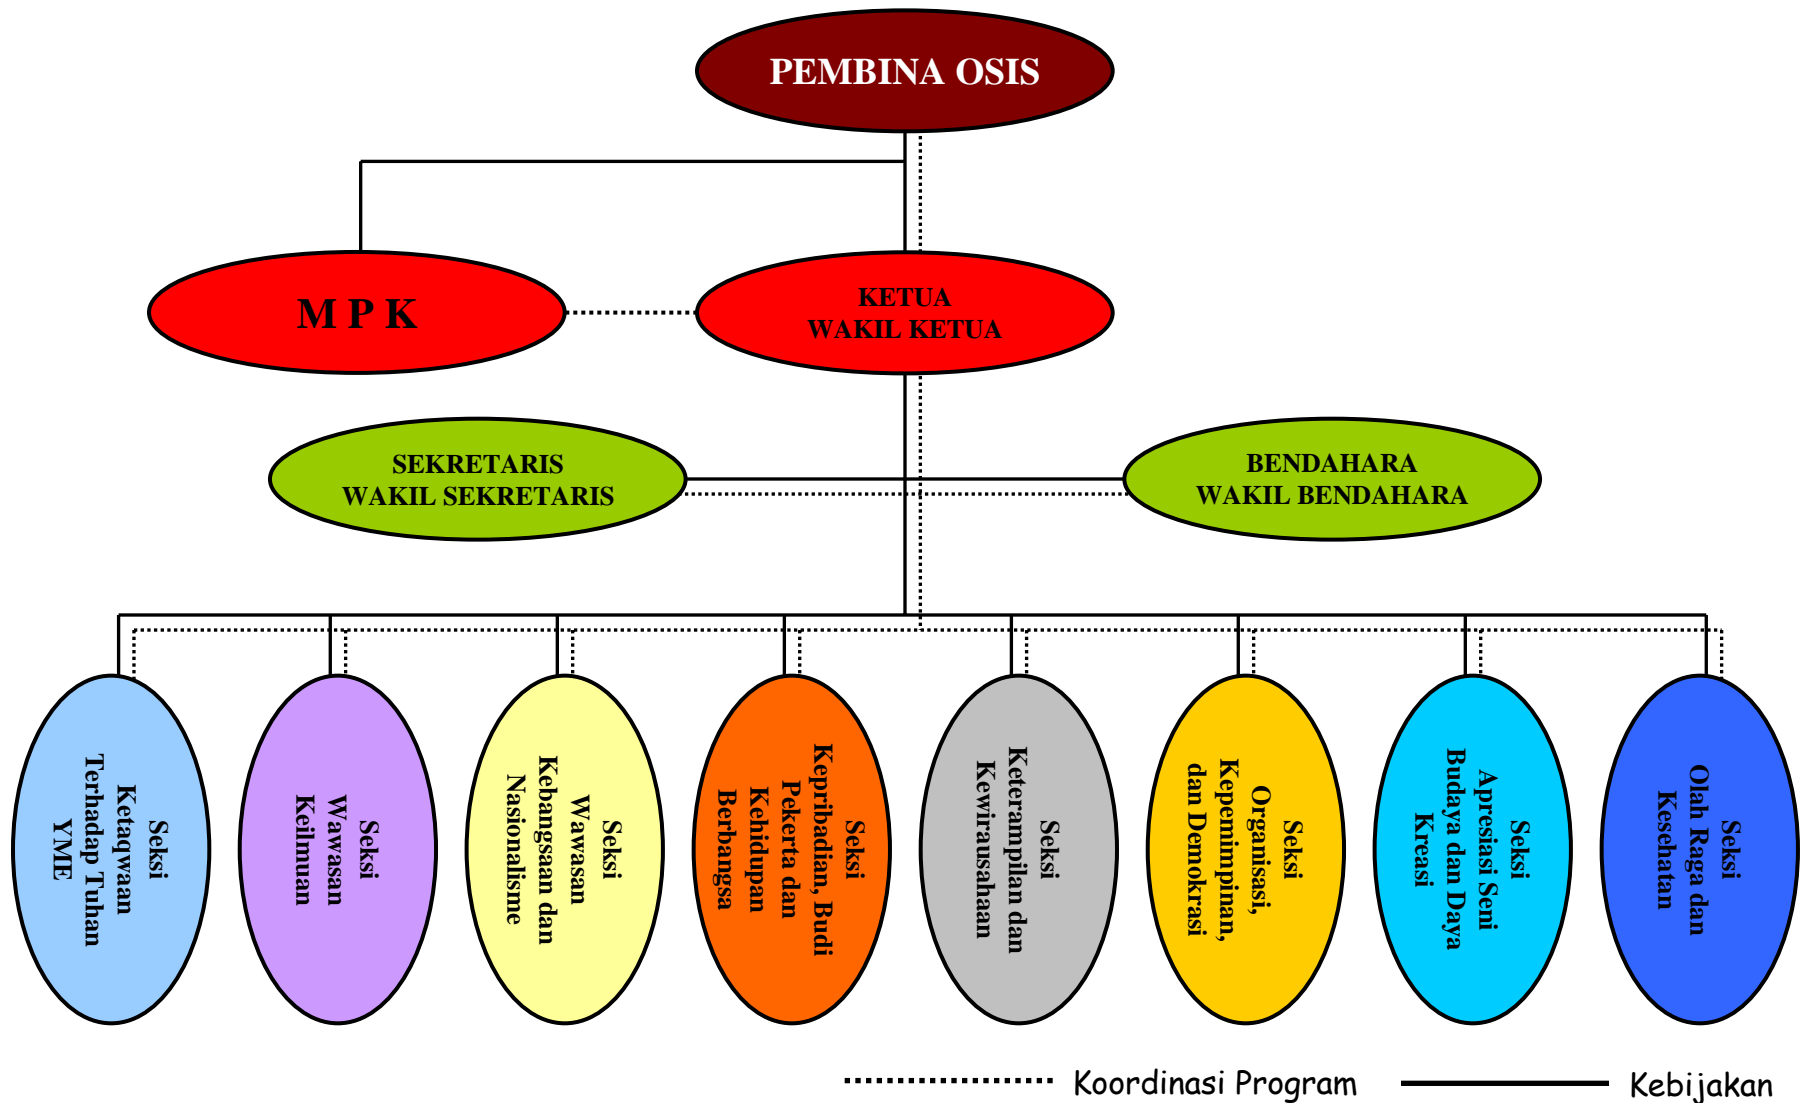 PEMBINA OSIS
M P K
KETUA
WAKIL KETUA
SEKRETARIS
WAKIL SEKRETARIS
BENDAHARA
WAKIL BENDAHARA
Seksi
Ketaqwaan
Terhadap Tuhan
YME
Seksi
Wawasan
Keilmuan
Seksi
Wawasan
Kebangsaan dan
Nasionalisme
Seksi
Kepribadian, Budi
Pekerta dan
Kehidupan
Berbangsa
Seksi
Keterampilan dan
Kewirausahaan
Seksi
Organisasi,
Kepemimpinan,
dan Demokrasi
Seksi
Apresiasi Seni
Budaya dan Daya
Kreasi
Seksi
Olah Raga dan
Kesehatan
Koordinasi Program
Kebijakan